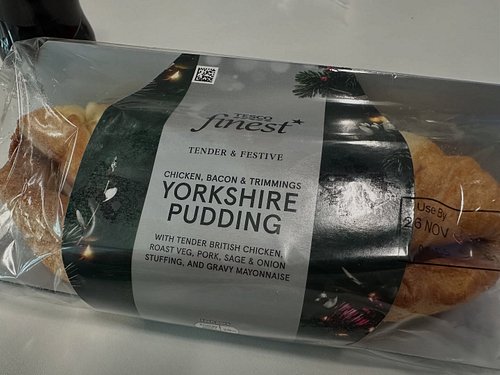 TESCO
finest*
TENDER & FESTIVE
CHICKEN, BACON & TRIMMINGS
YORKSHIRE
PUDDING
WITH TENDER BRITISH CHICKEN,
ROAST VEG, PORK, SAGE & ONION
STUFFING, AND GRAVY MAYONNAISE
Use By
26 NOV